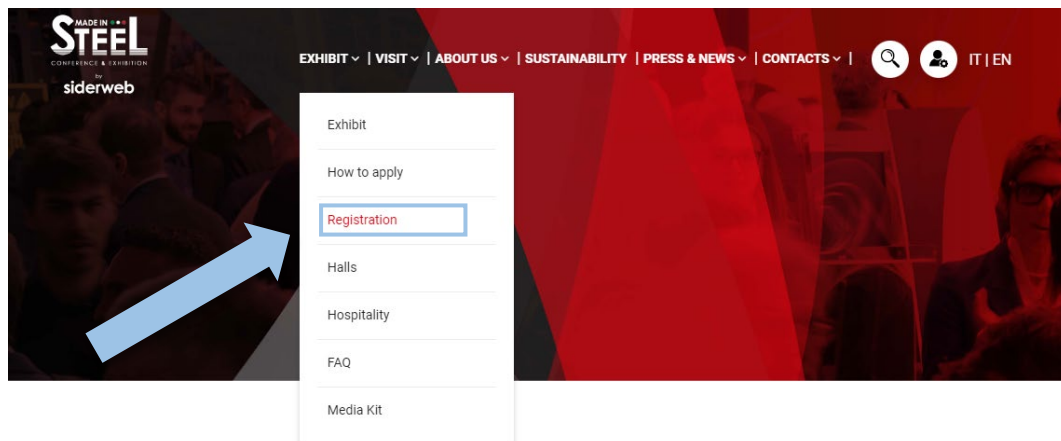 MADE IN
STEEL
CONFERENCE & EXHIBITION
by
siderweb
EXHIBIT | VISIT | ABOUT US | SUSTAINABILITY | PRESS & NEWS | CONTACTS | IT | EN
Exhibit
How to apply
Registration
Halls
Hospitality
FAQ
Media Kit